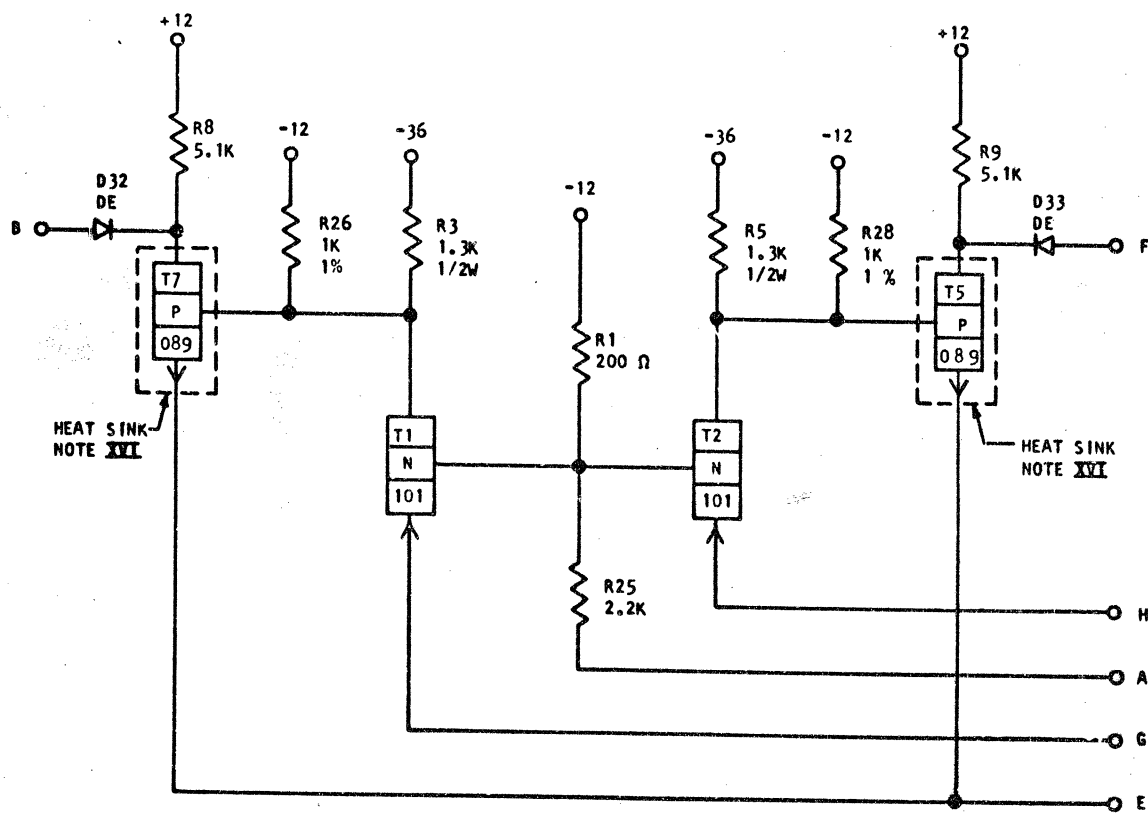 +12
R8
5.1K
-12
-36
D32
DE
B
R26
1K
1%
R3
1.3K
1/2W
T7
P
089
HEAT SINK
NOTE XVI
-12
R1
200 Ω
T1
N
101
R25
2.2K
-36
-12
R5
1.3K
1/2W
R28
1K
1 %
T2
N
101
+12
R9
5.1K
D33
DE
F
T5
P
089
HEAT SINK
NOTE XVI
H
A
G
E